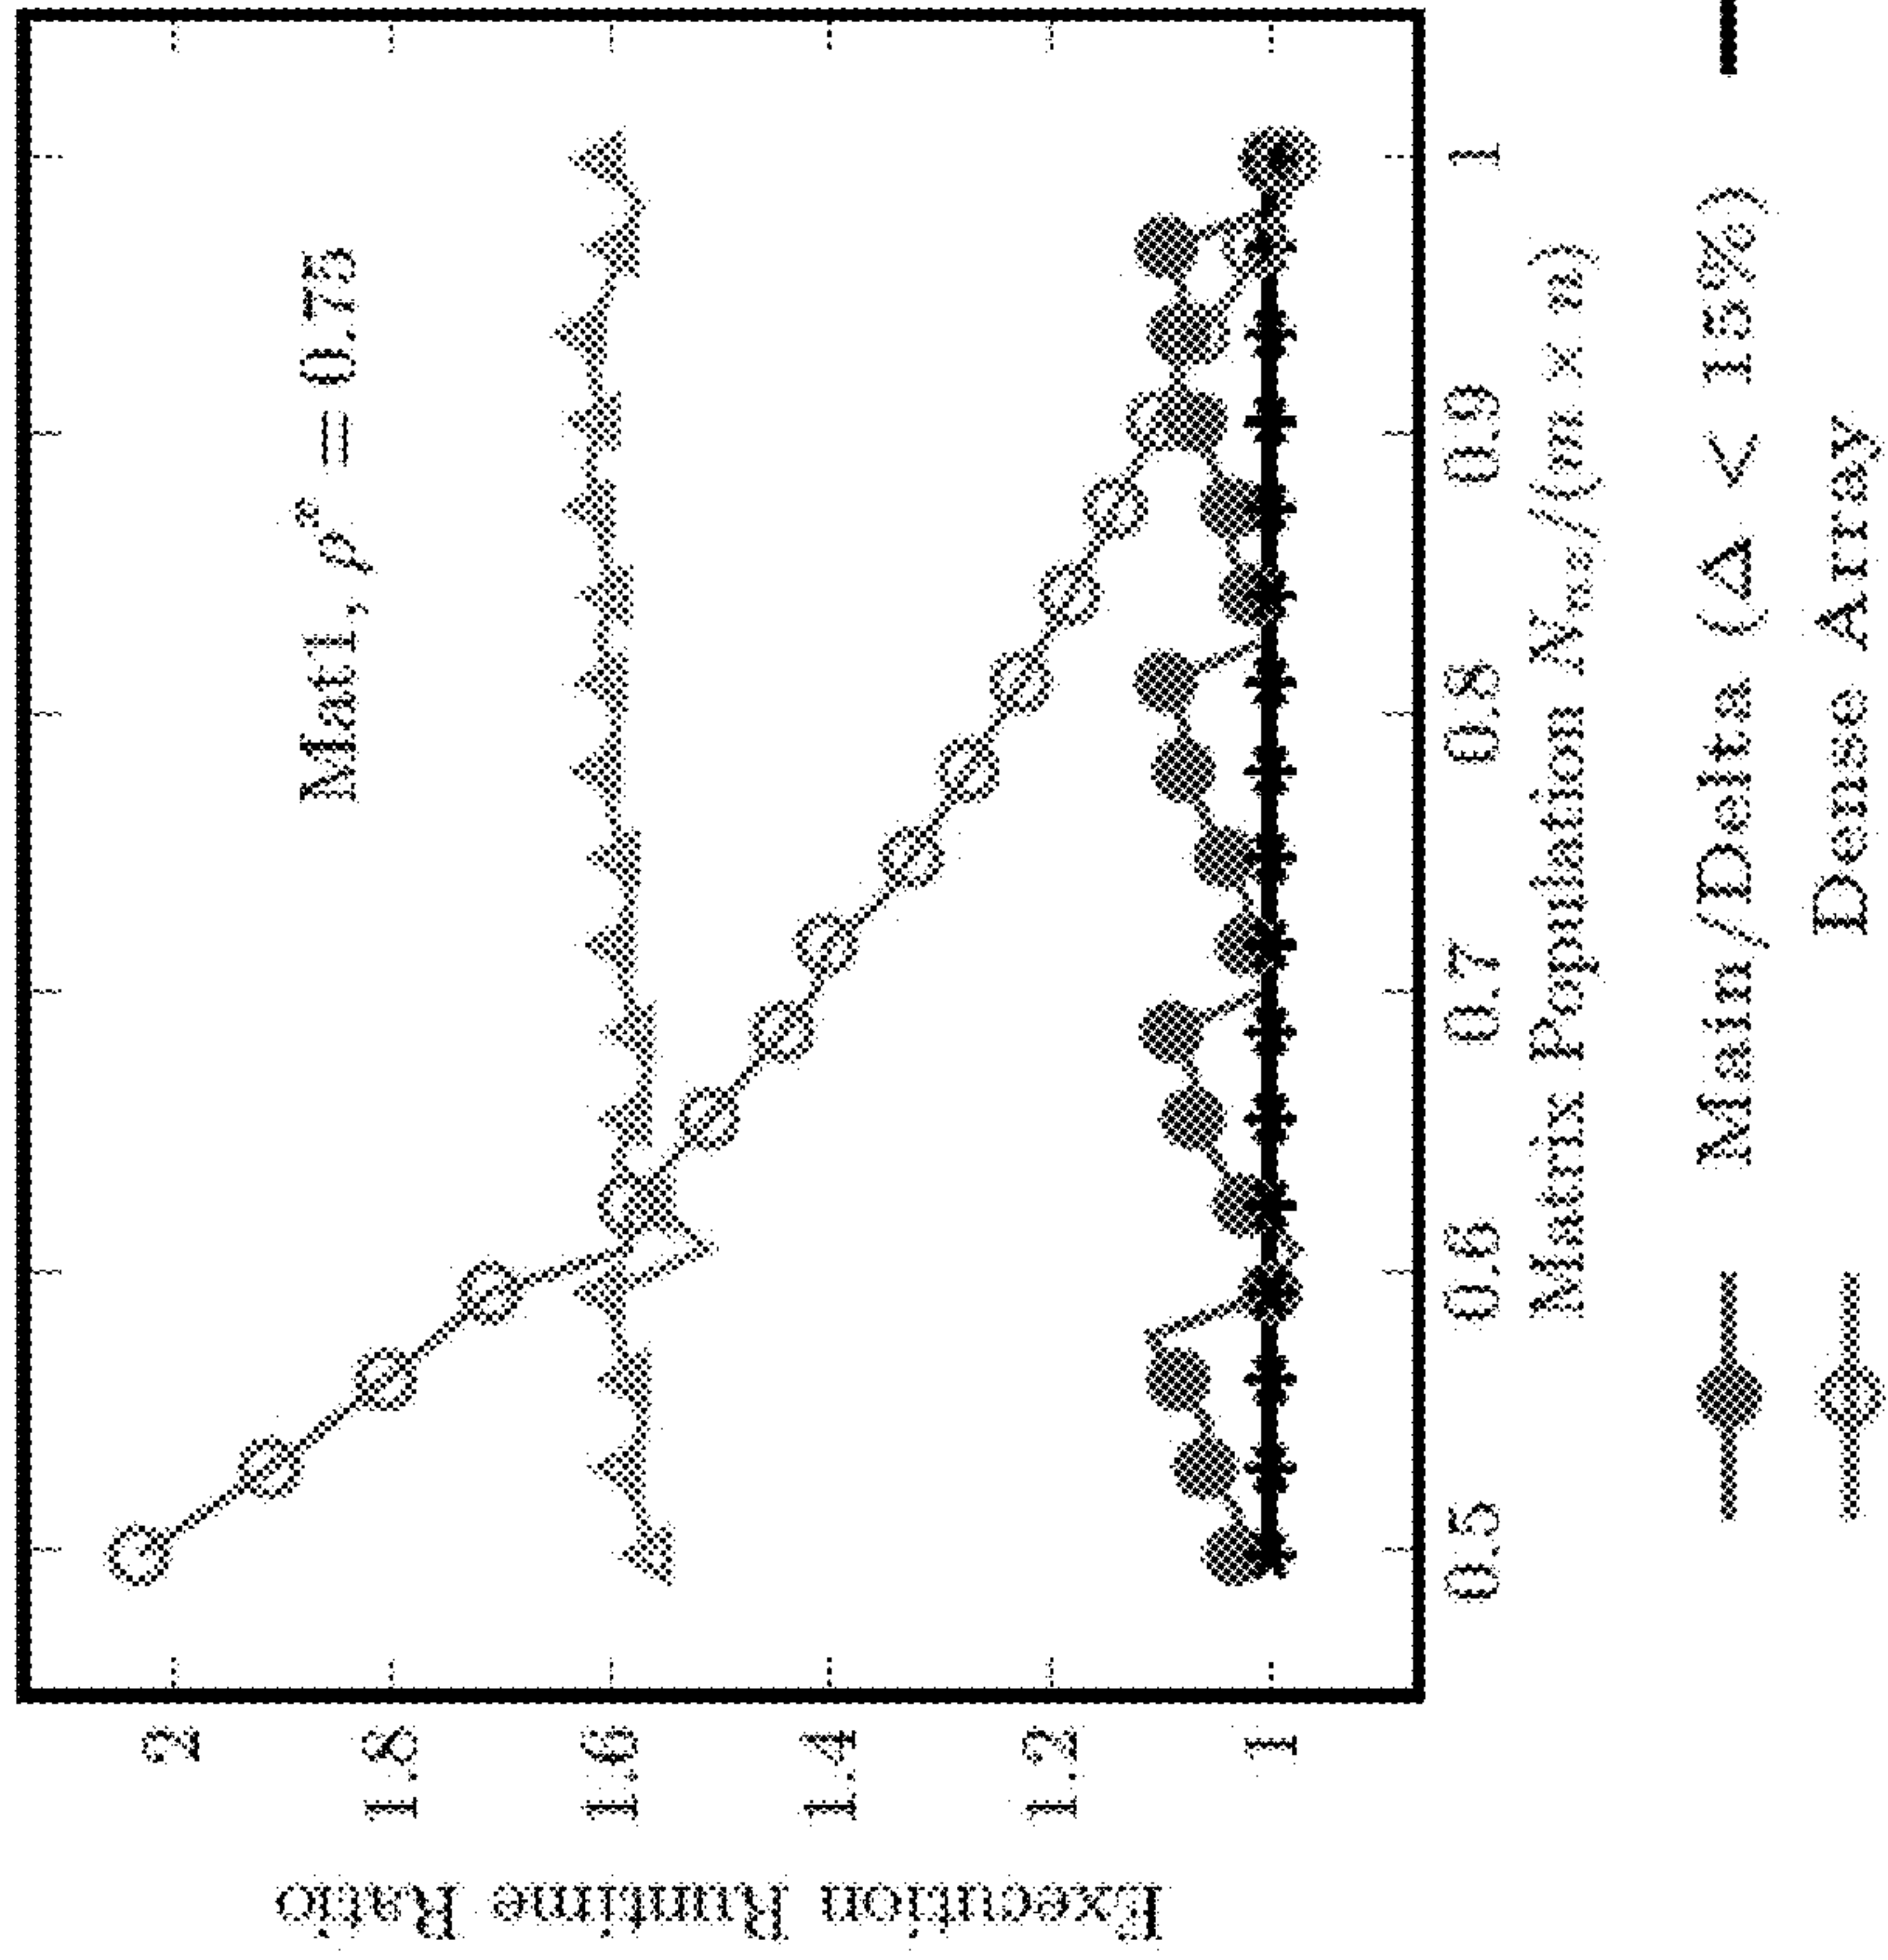 Execution Runtime Ratio
2
1.8
1.6
1.4
1.2
1
Mat1, ρ* = 0.75
0.5 0.6 0.7 0.8 0.9 1
Matrix Population Nnz/(m × n)
Main/Delta (Δ < 15%)
Dense Array